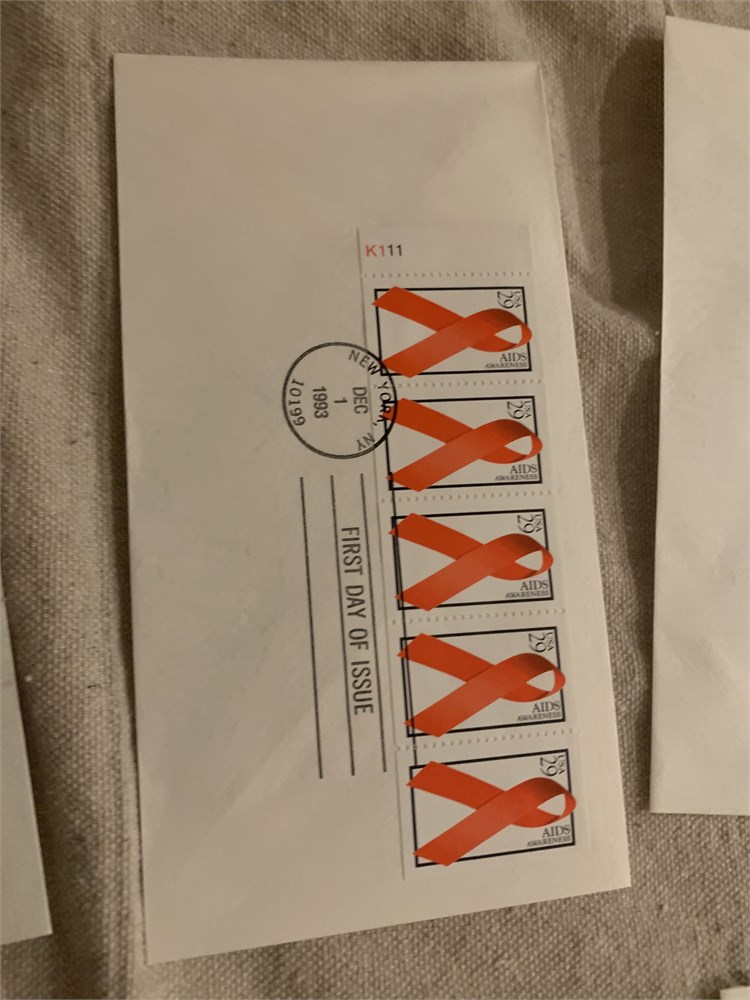 K111
USA
29
AIDS
AWARENESS
USA
29
AIDS
AWARENESS
USA
29
AIDS
AWARENESS
USA
29
AIDS
AWARENESS
USA
29
AIDS
AWARENESS
NEW YORK, NY
DEC
1
1993
10199
FIRST DAY OF ISSUE